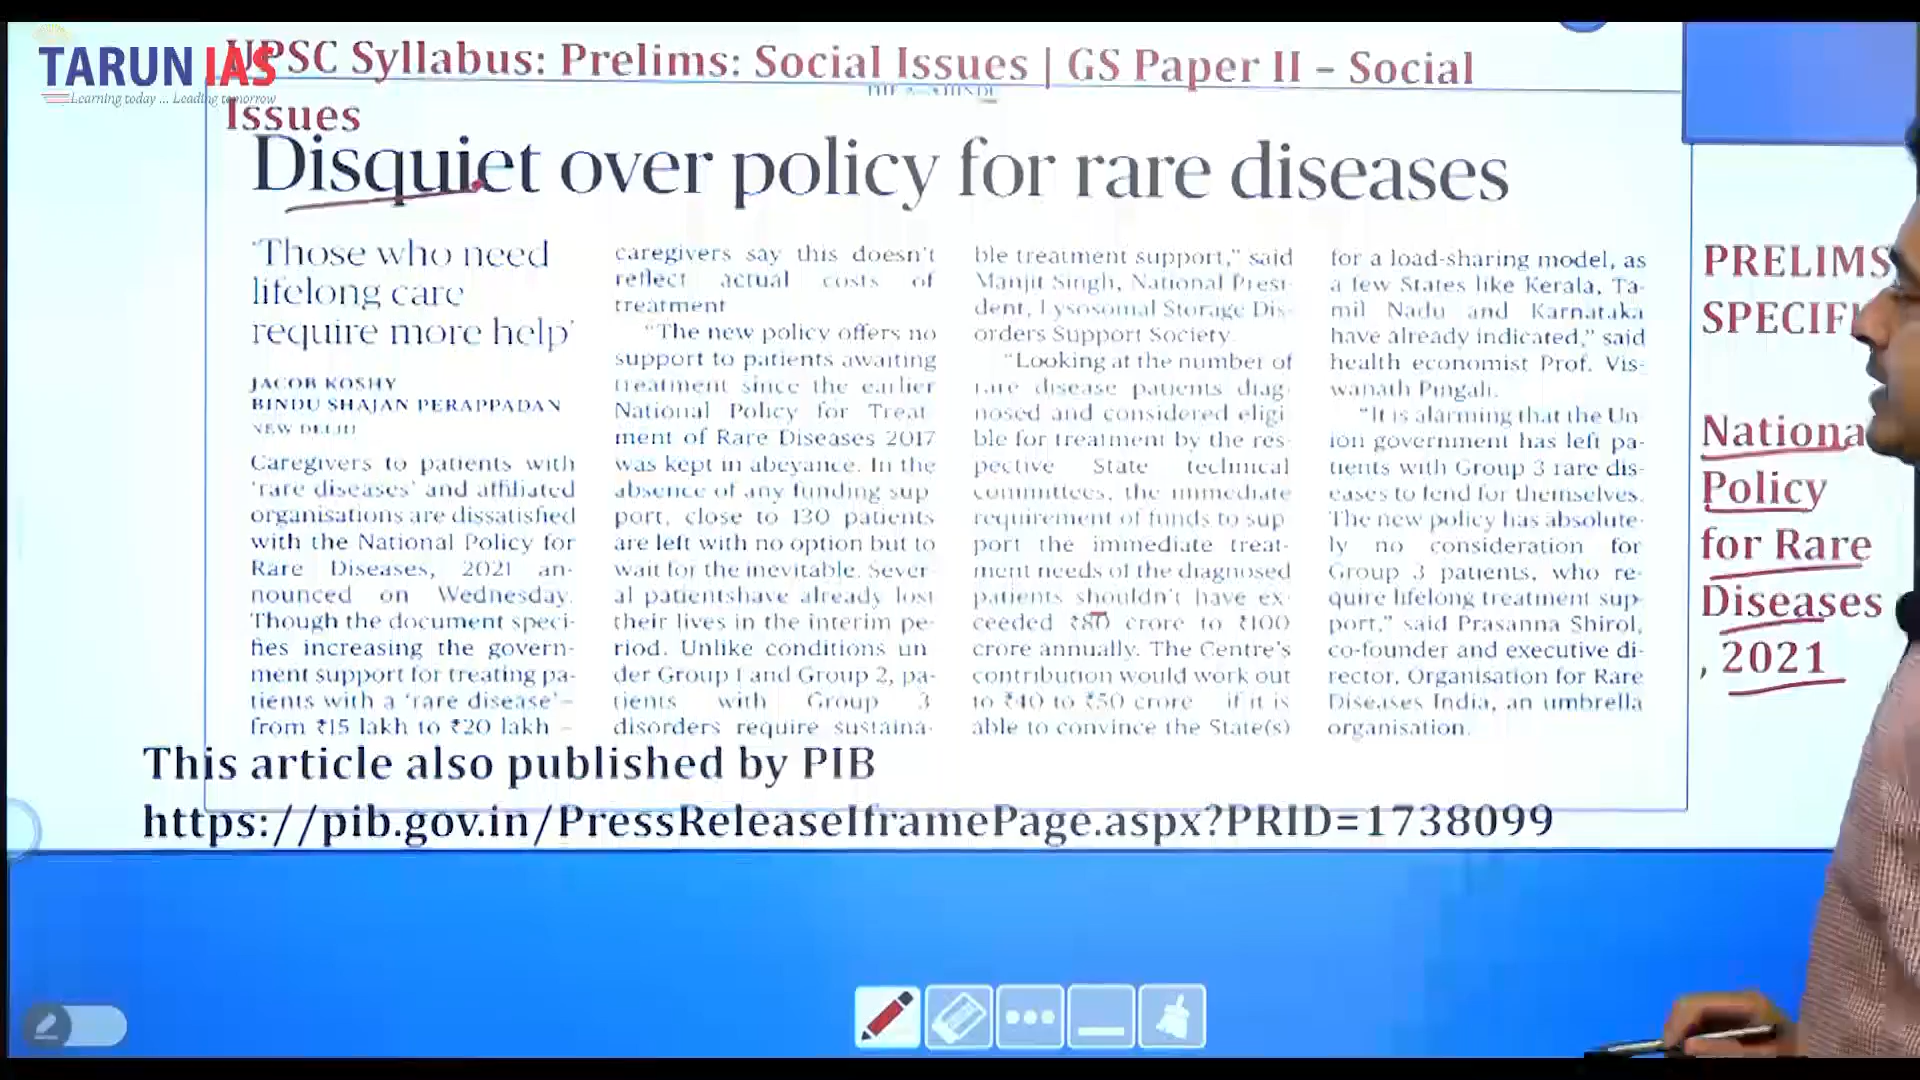 TARUN IAS
Learning today ... Leading tomorrow
UPSC Syllabus: Prelims: Social Issues | GS Paper II – Social
Issues
Disquiet over policy for rare diseases
'Those who need
lifelong care
require more help'
JACOB KOSHY
BINDU SHAJAN PERAPPADAN
NEW DELHI
Caregivers to patients with
'rare diseases' and affiliated
organisations are dissatisfied
with the National Policy for
Rare Diseases, 2021 an-
nounced on Wednesday.
Though the document speci-
fies increasing the govern-
ment support for treating pa-
tients with a 'rare disease' –
from ₹15 lakh to ₹20 lakh –
caregivers say this doesn't
reflect actual costs of
treatment
"The new policy offers no
support to patients awaiting
treatment since the earlier
National Policy for Treat
ment of Rare Diseases 2017
was kept in abeyance. In the
absence of any funding sup
port, close to 130 patients
are left with no option but to
wait for the inevitable. Sever
al patientshave already lost
their lives in the interim pe-
riod. Unlike conditions un
der Group 1 and Group 2, pa-
tients with Group 3
disorders require sustaina-
ble treatment support," said
Manjit Singh, National Presi-
dent, Lysosomal Storage Dis-
orders Support Society.
"Looking at the number of
rare disease patients diag-
nosed and considered eligi
ble for treatment by the res-
pective State technical
committees, the immediate
requirement of funds to sup
port the immediate treat-
ment needs of the diagnosed
patients shouldn't have ex-
ceeded ₹80 crore to ₹100
crore annually. The Centre's
contribution would work out
to ₹40 to ₹50 crore if it is
able to convince the State(s)
for a load-sharing model, as
a few States like Kerala, Ta-
mil Nadu and Karnataka
have already indicated," said
health economist Prof. Vis-
wanath Pingali.
"It is alarming that the Un
ion government has left pa-
tients with Group 3 rare dis-
eases to fend for themselves.
The new policy has absolute-
ly no consideration for
Group 3 patients, who re-
quire lifelong treatment sup-
port," said Prasanna Shirol,
co-founder and executive di-
rector, Organisation for Rare
Diseases India, an umbrella
organisation.
This article also published by PIB
https://pib.gov.in/PressReleaseIframePage.aspx?PRID=1738099
PRELIMS
SPECIF
Nationa
Policy
for Rare
Diseases
, 2021